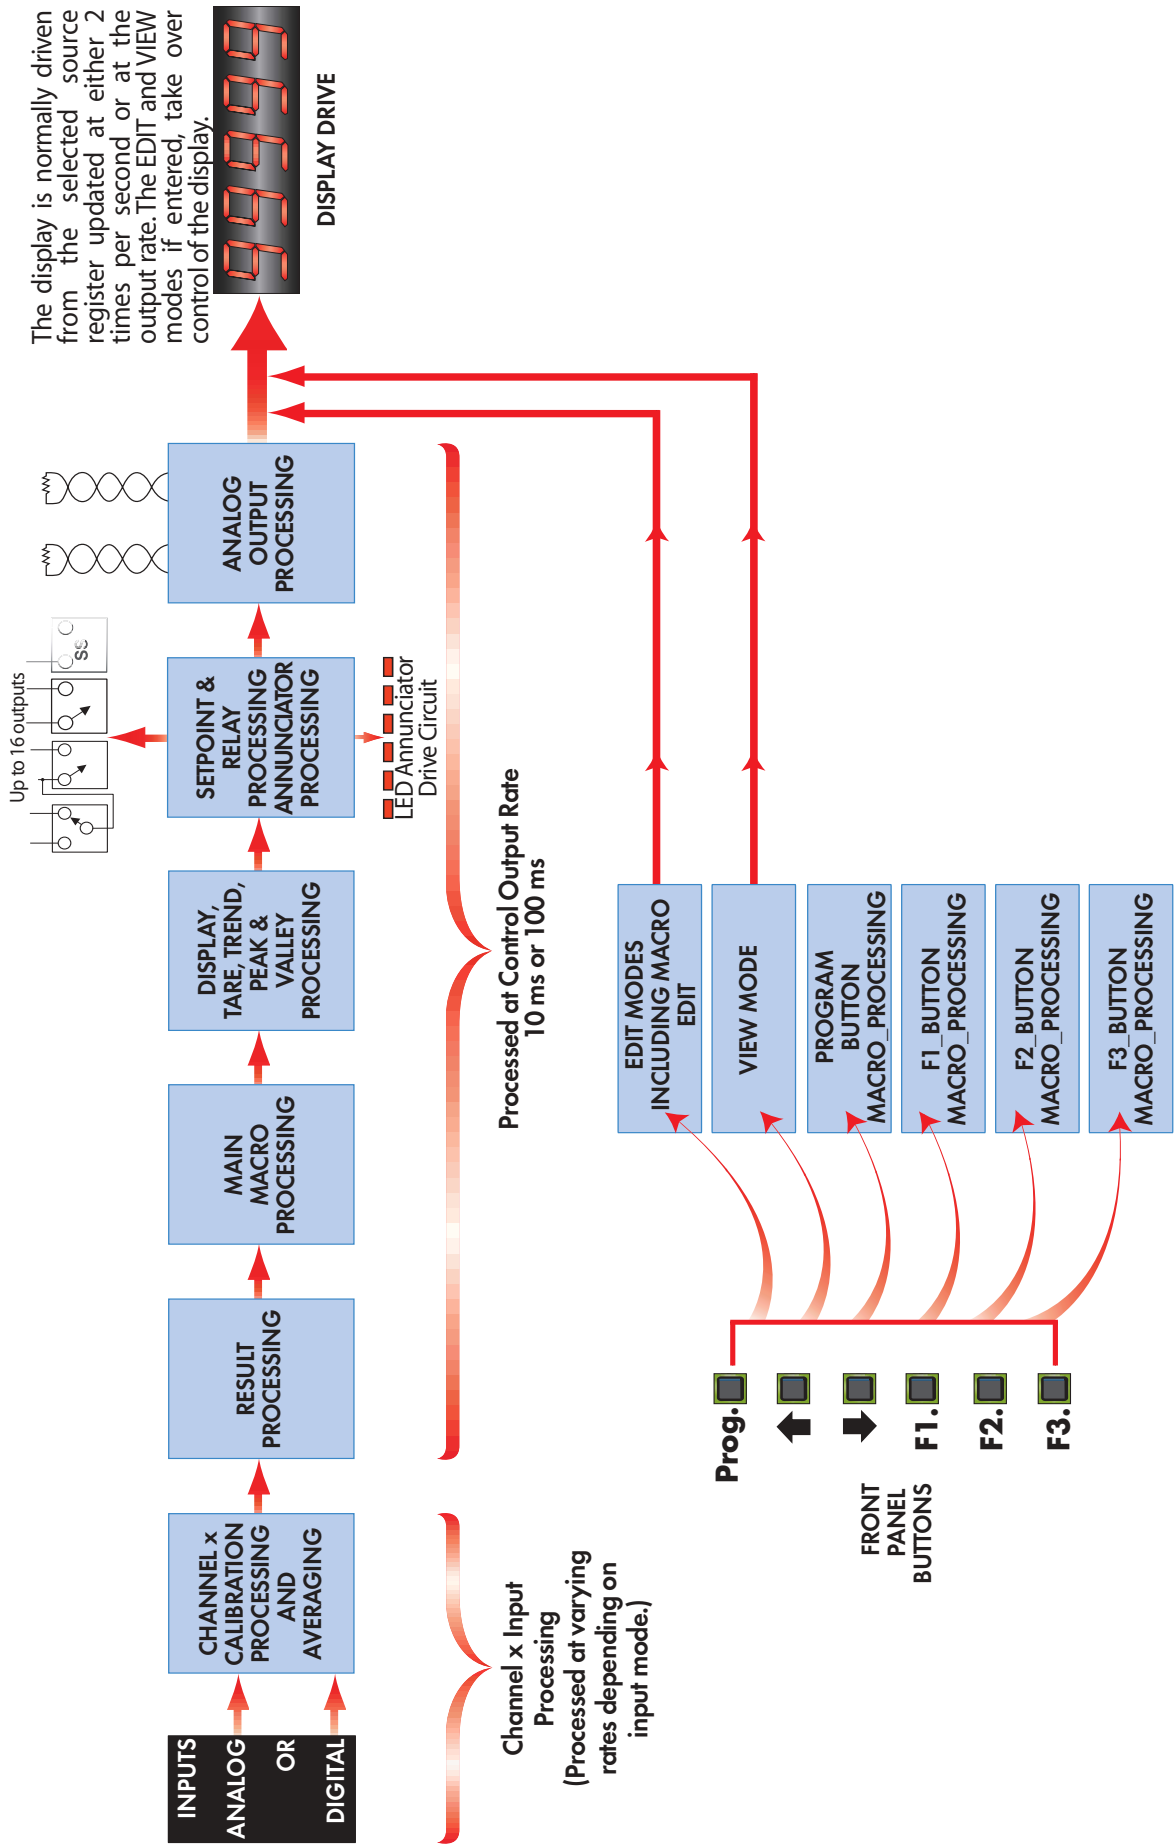 INPUTS
ANALOG
OR
DIGITAL
CHANNEL x
CALIBRATION
PROCESSING
AND
AVERAGING
RESULT
PROCESSING
MAIN
MACRO
PROCESSING
DISPLAY,
TARE, TREND,
PEAK &
VALLEY
PROCESSING
Up to 16 outputs
SS
SETPOINT &
RELAY
PROCESSING
ANNUNCIATOR
PROCESSING
LED Annunciator
Drive Circuit
ANALOG
OUTPUT
PROCESSING
The display is normally driven
from the selected source
register updated at either 2
times per second or at the
output rate. The EDIT and VIEW
modes if entered, take over
control of the display.
DISPLAY DRIVE
Channel x Input
Processing
(Processed at varying
rates depending on
input mode.)
Processed at Control Output Rate
10 ms or 100 ms
FRONT
PANEL
BUTTONS
Prog.
F1.
F2.
F3.
EDIT MODES
INCLUDING MACRO
EDIT
VIEW MODE
PROGRAM
BUTTON
MACRO_PROCESSING
F1_BUTTON
MACRO_PROCESSING
F2_BUTTON
MACRO_PROCESSING
F3_BUTTON
MACRO_PROCESSING